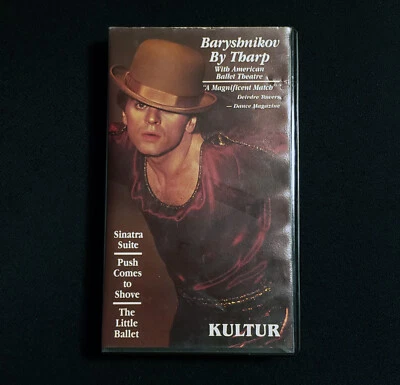 Baryshnikov
By Tharp
With American
Ballet Theatre
"A Magnificent Match"
Deirdre Towers
— Dance Magazine
Sinatra
Suite
Push
Comes
to
Shove
The
Little
Ballet
KULTUR